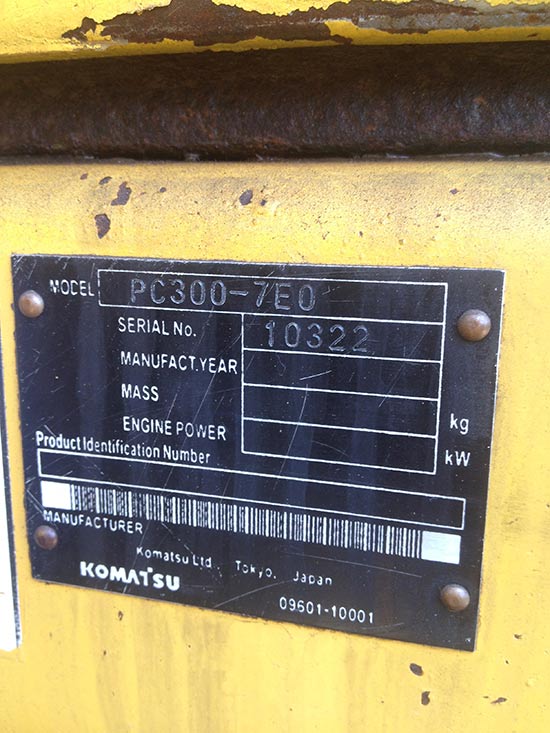 MODEL PC300-7E0
SERIAL No. 10322
MANUFACT.YEAR
MASS kg
ENGINE POWER kW
Product Identification Number
MANUFACTURER
Komatsu Ltd. Tokyo, Japan
KOMATSU
09601-10001